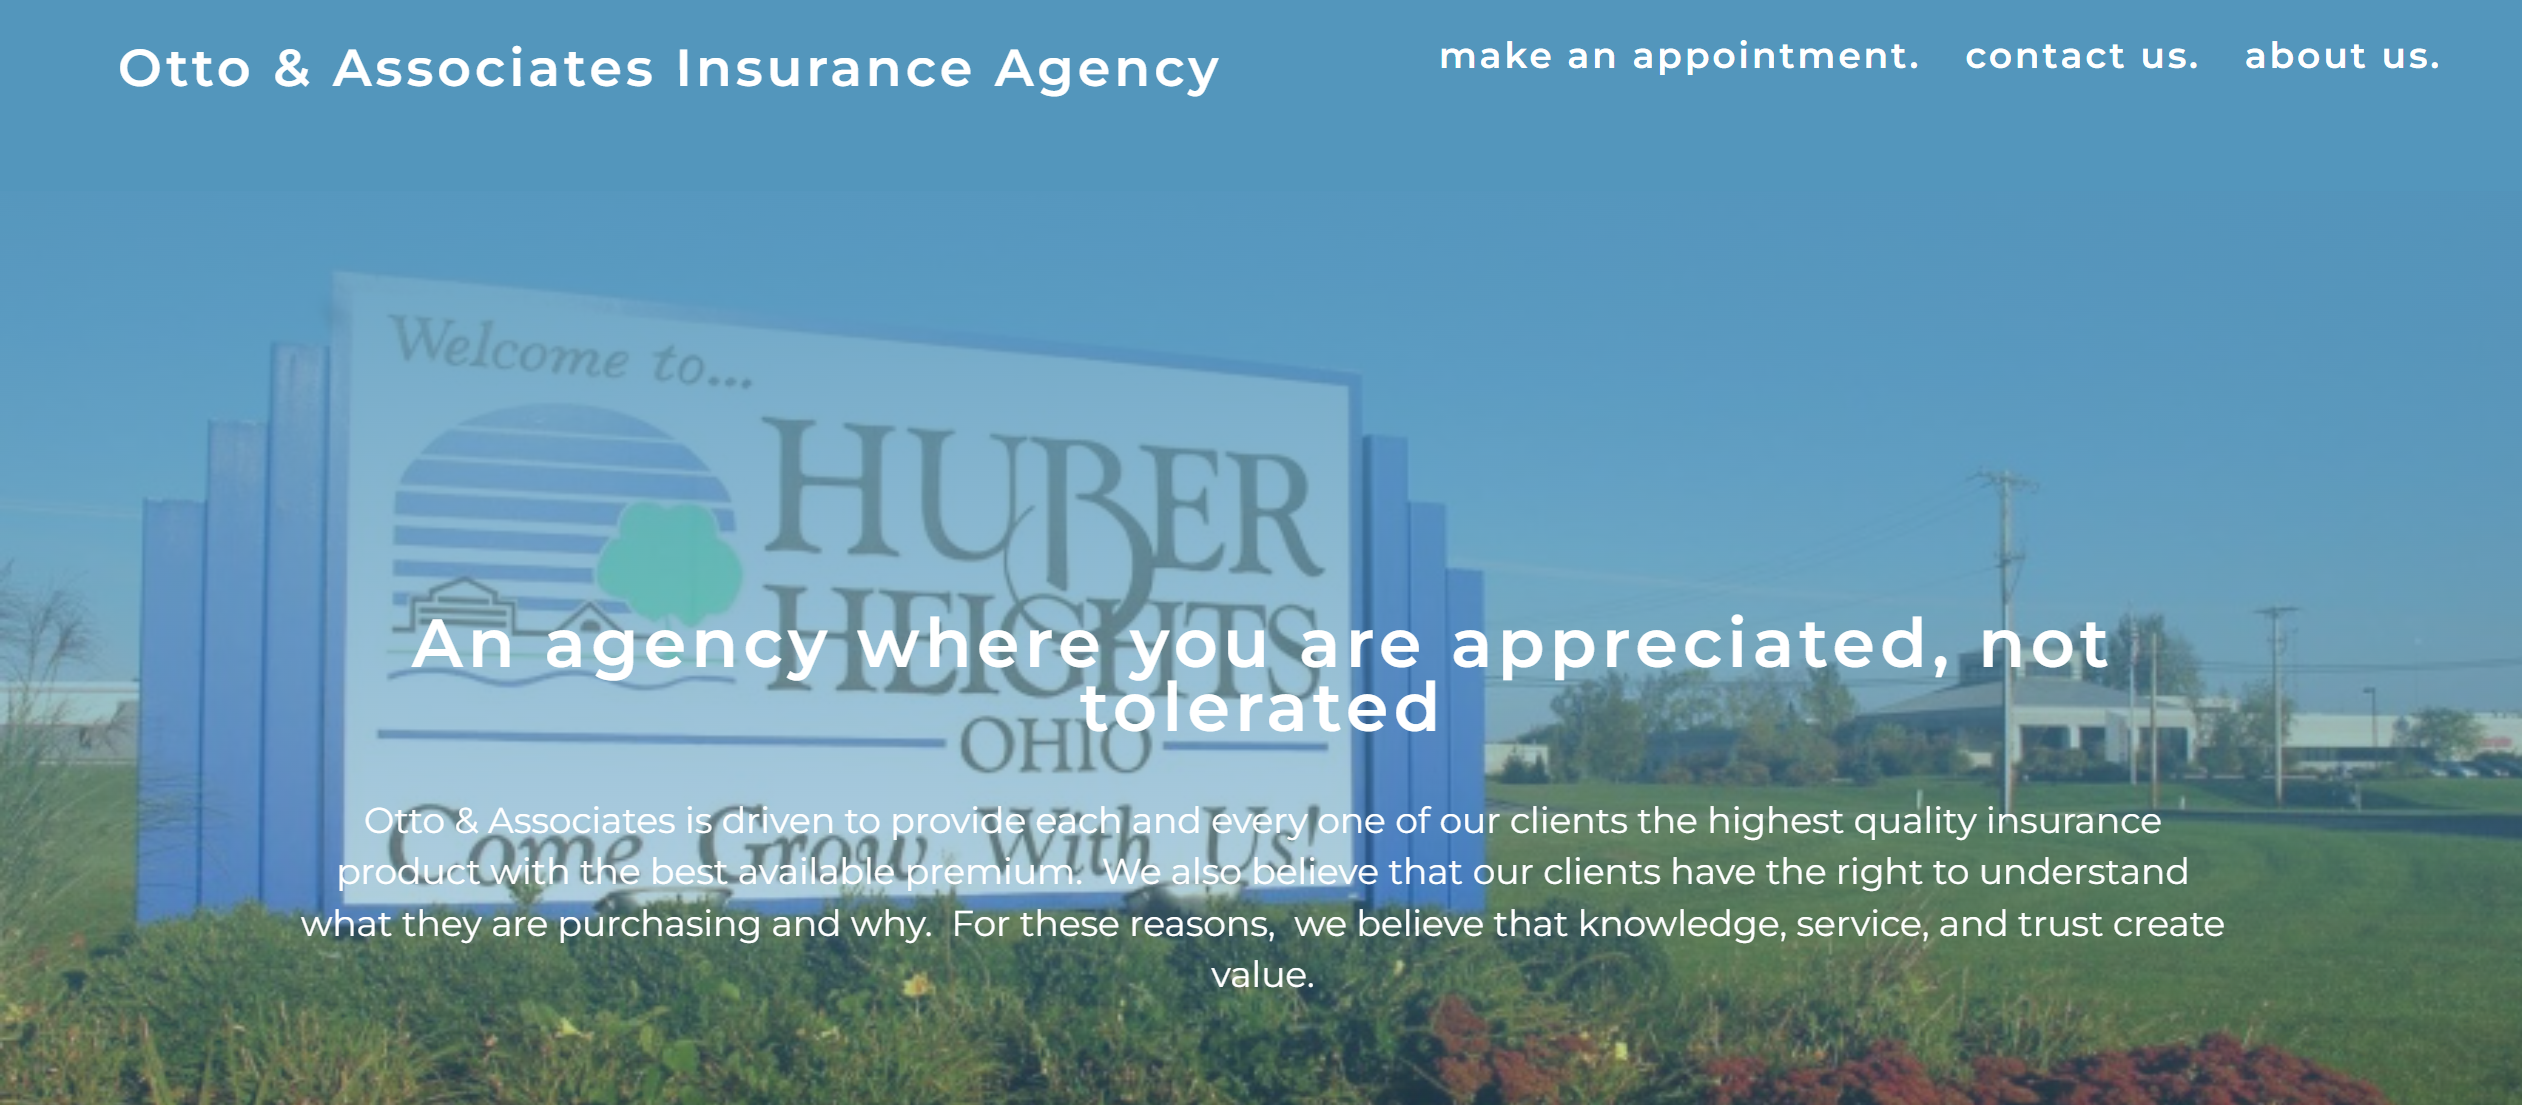 Otto & Associates Insurance Agency
make an appointment. contact us. about us.
Welcome to...
HUBER
HEIGHTS
OHIO
Come Grow With Us!
An agency where you are appreciated, not
tolerated
Otto & Associates is driven to provide each and every one of our clients the highest quality insurance
product with the best available premium.  We also believe that our clients have the right to understand
what they are purchasing and why.  For these reasons,  we believe that knowledge, service, and trust create
value.